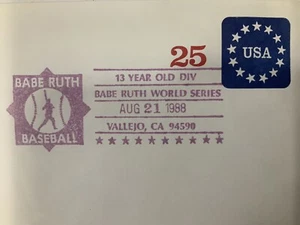 25
USA
BABE RUTH
BASEBALL
13 YEAR OLD DIV
BABE RUTH WORLD SERIES
AUG 21 1988
VALLEJO, CA 94590